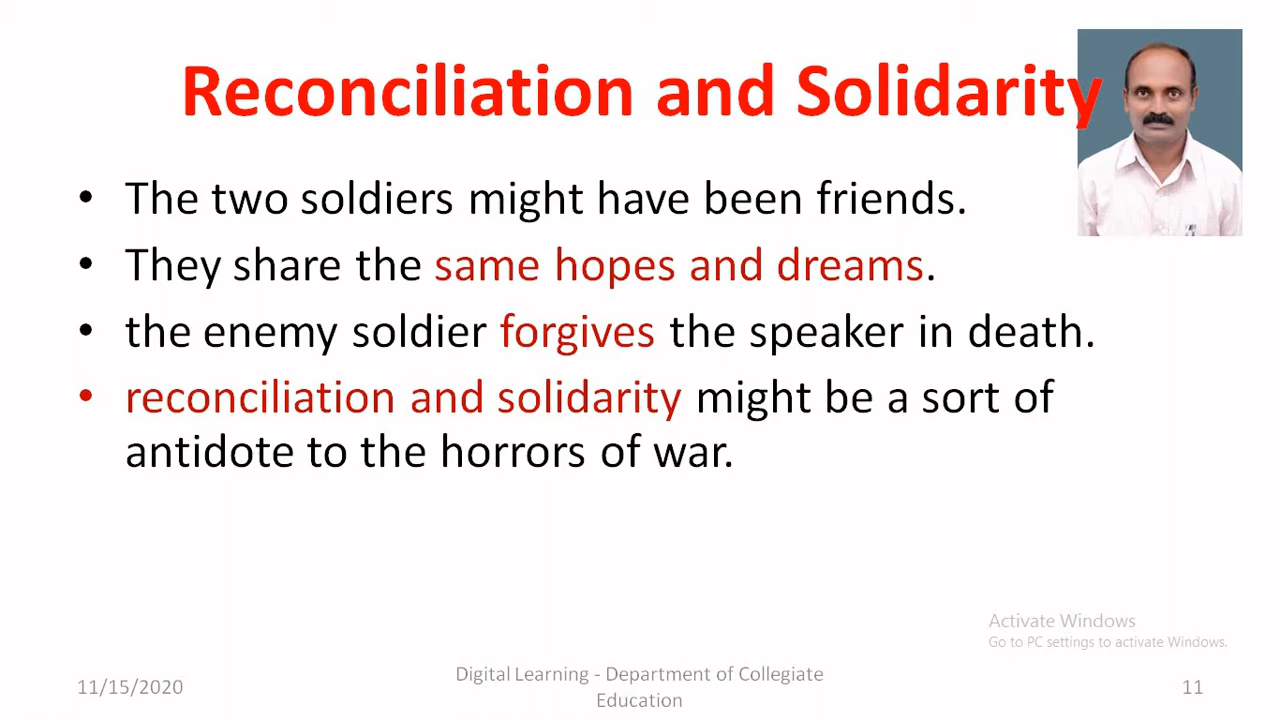 Reconciliation and Solidarity
• The two soldiers might have been friends.
• They share the same hopes and dreams.
• the enemy soldier forgives the speaker in death.
• reconciliation and solidarity might be a sort of
antidote to the horrors of war.
Activate Windows
Go to PC settings to activate Windows.
11/15/2020
Digital Learning - Department of Collegiate
Education
11